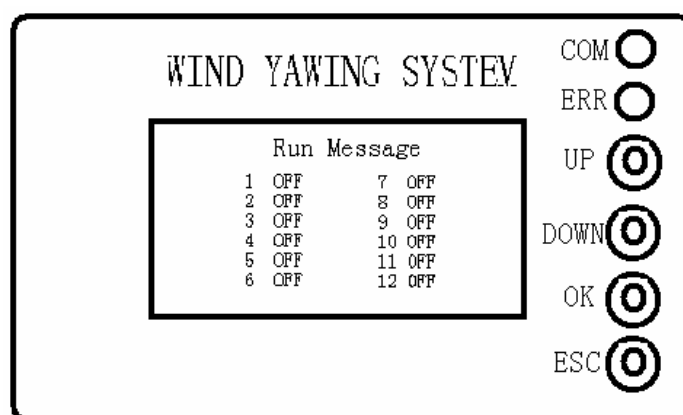 WIND YAWING SYSTEM
Run Message
1 OFF 7 OFF
2 OFF 8 OFF
3 OFF 9 OFF
4 OFF 10 OFF
5 OFF 11 OFF
6 OFF 12 OFF
COM
ERR
UP
DOWN
OK
ESC